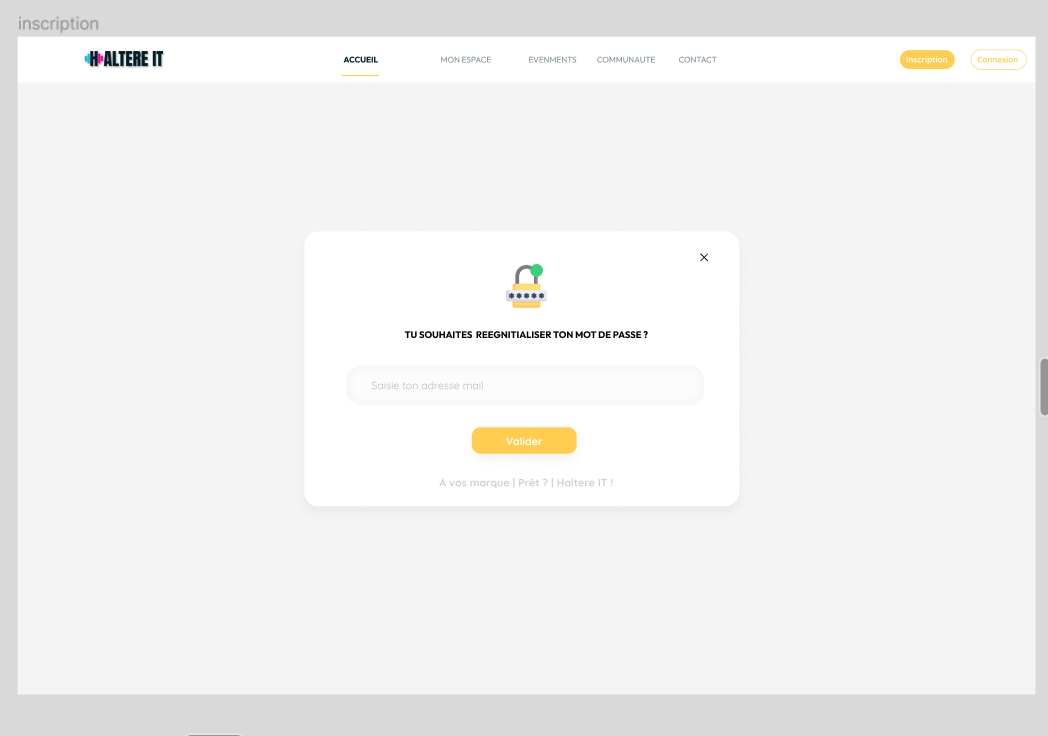 inscription
HALTERE IT
ACCUEIL
MON ESPACE
EVENMENTS
COMMUNAUTE
CONTACT
Inscription
Connexion
*****
TU SOUHAITES REEGNITIALISER TON MOT DE PASSE ?
Saisie ton adresse mail
Valider
A vos marque | Prêt ? | Haltere IT !